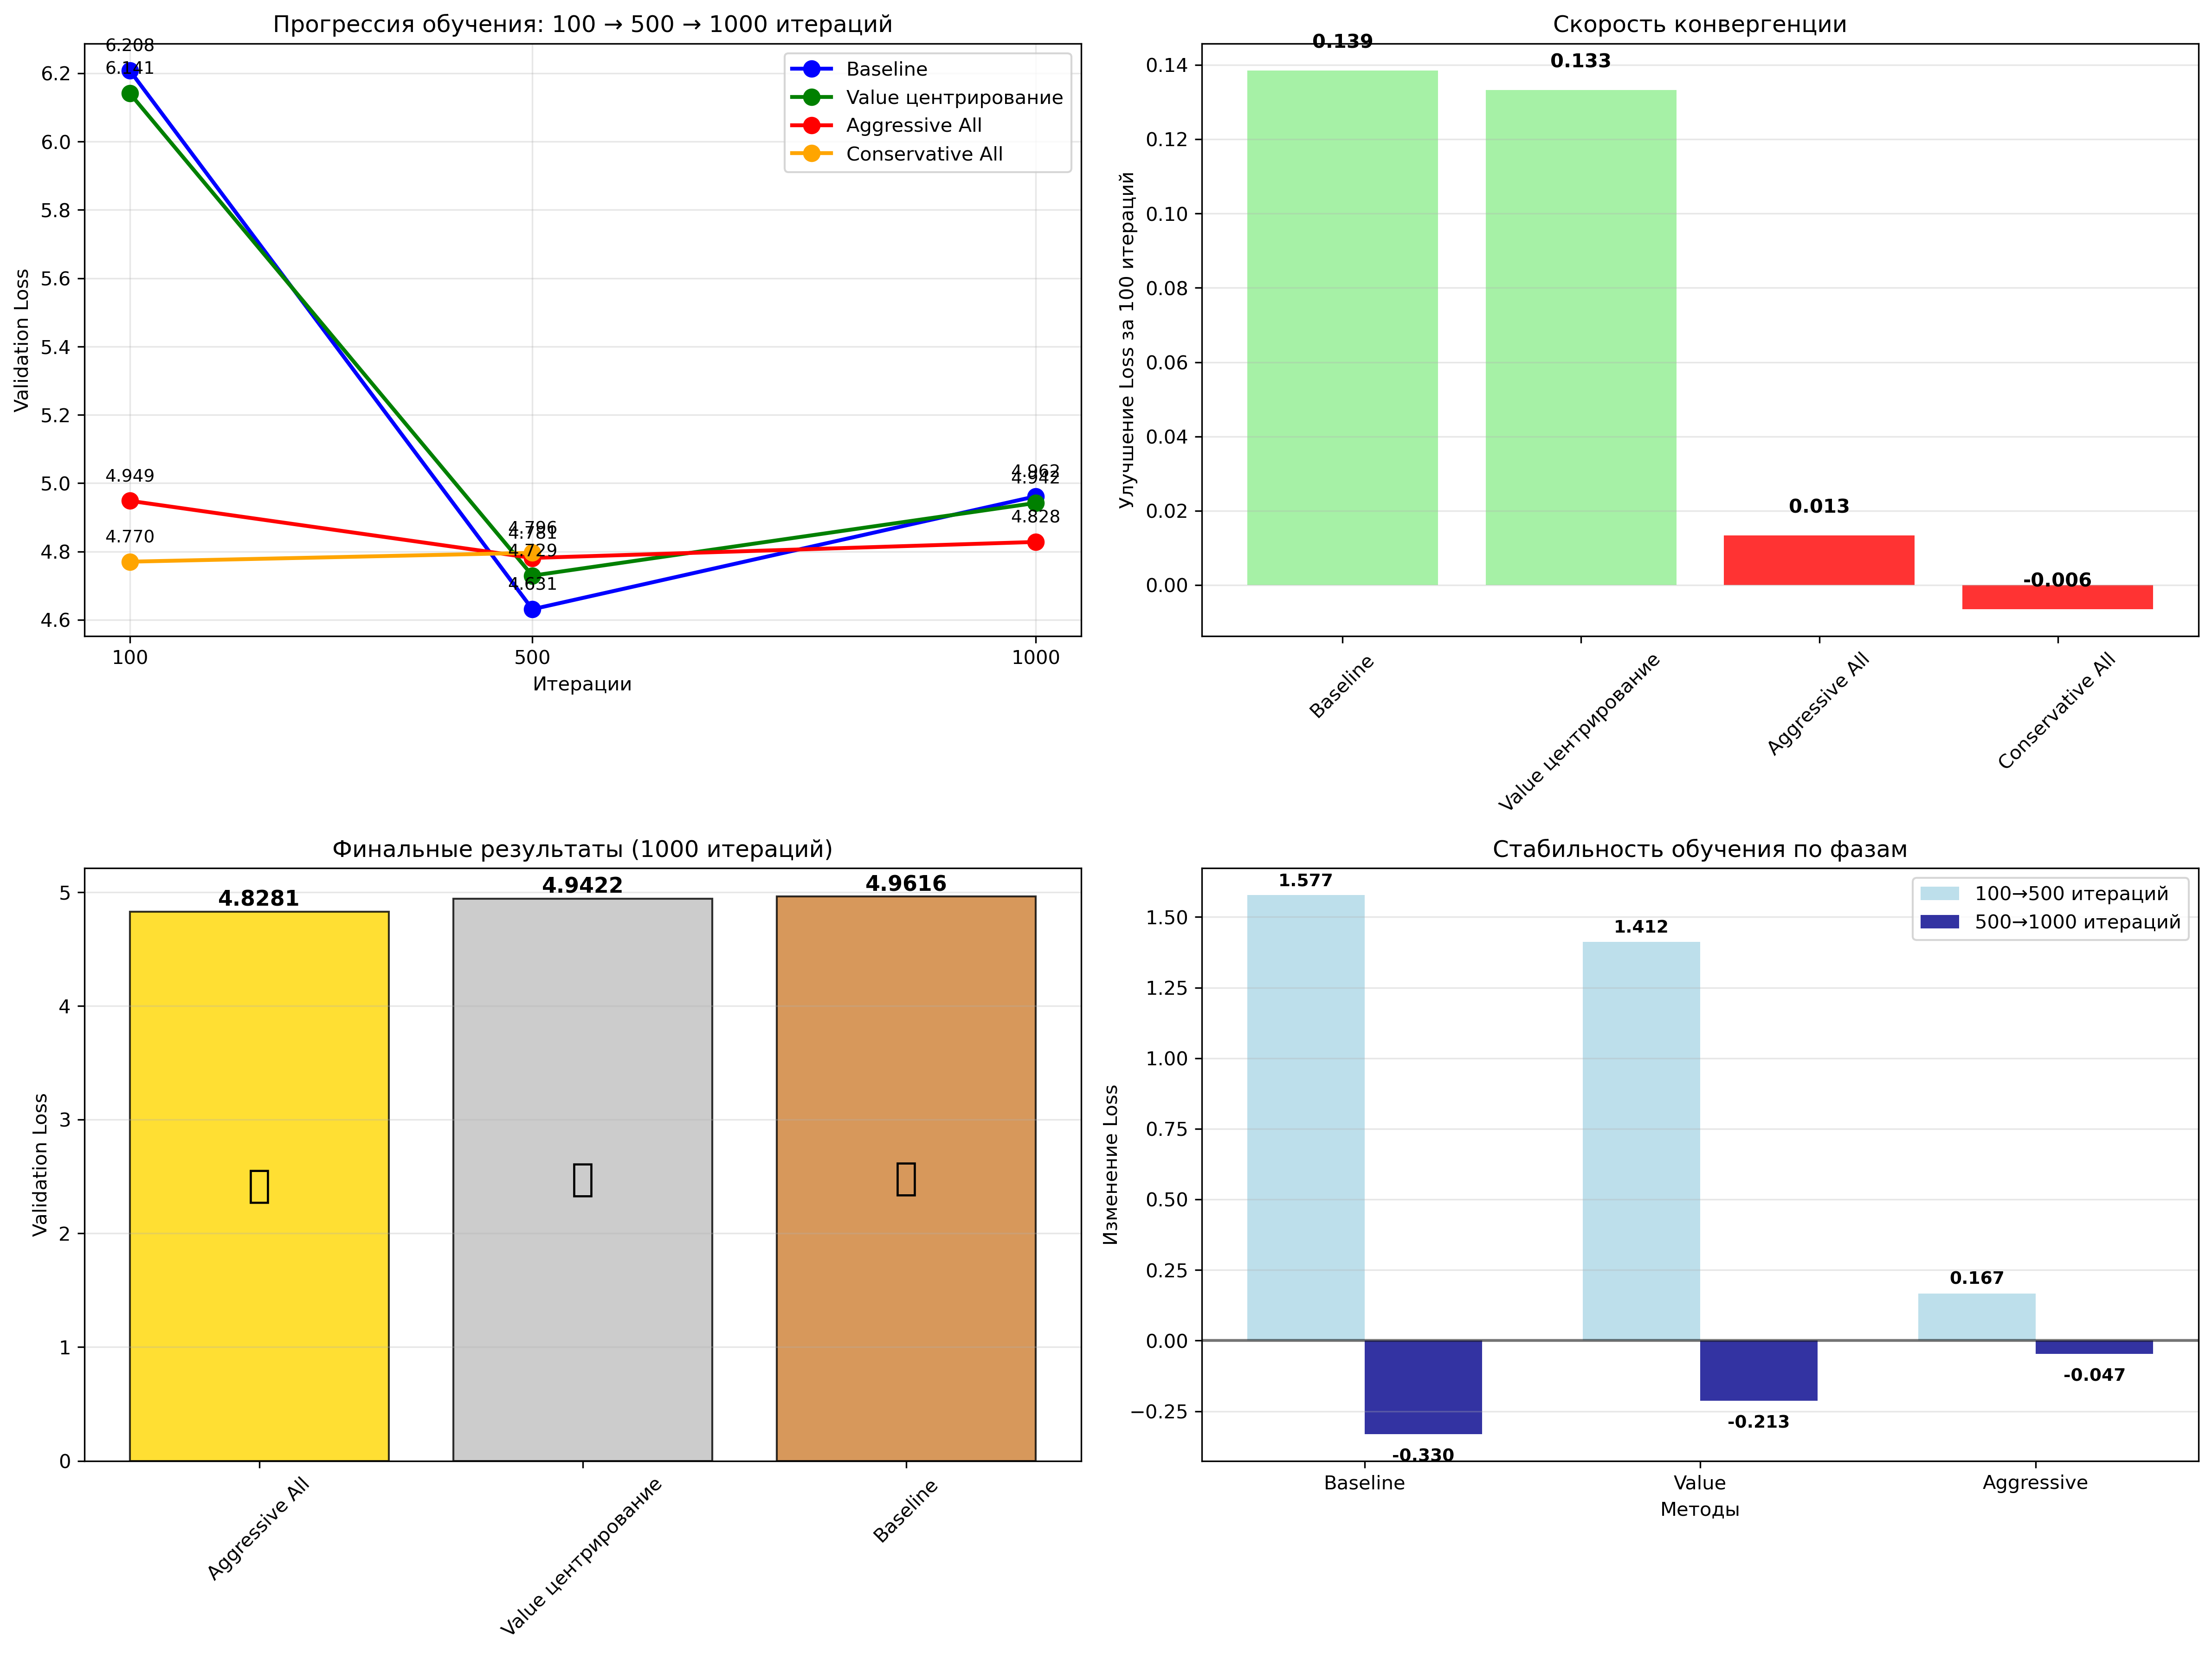 Прогрессия обучения: 100 → 500 → 1000 итераций
Validation Loss
6.2
6.0
5.8
5.6
5.4
5.2
5.0
4.8
4.6
6.208
6.141
4.949
4.770
4.796
4.781
4.729
4.631
4.962
4.942
4.828
Baseline
Value центрирование
Aggressive All
Conservative All
100
500
1000
Итерации
Скорость конвергенции
Улучшение Loss за 100 итераций
0.14
0.12
0.10
0.08
0.06
0.04
0.02
0.00
0.139
0.133
0.013
-0.006
Baseline
Value центрирование
Aggressive All
Conservative All
Финальные результаты (1000 итераций)
Validation Loss
5
4
3
2
1
0
4.8281
4.9422
4.9616
Aggressive All
Value центрирование
Baseline
Стабильность обучения по фазам
Изменение Loss
1.50
1.25
1.00
0.75
0.50
0.25
0.00
−0.25
1.577
-0.330
1.412
-0.213
0.167
-0.047
100→500 итераций
500→1000 итераций
Baseline
Value
Aggressive
Методы